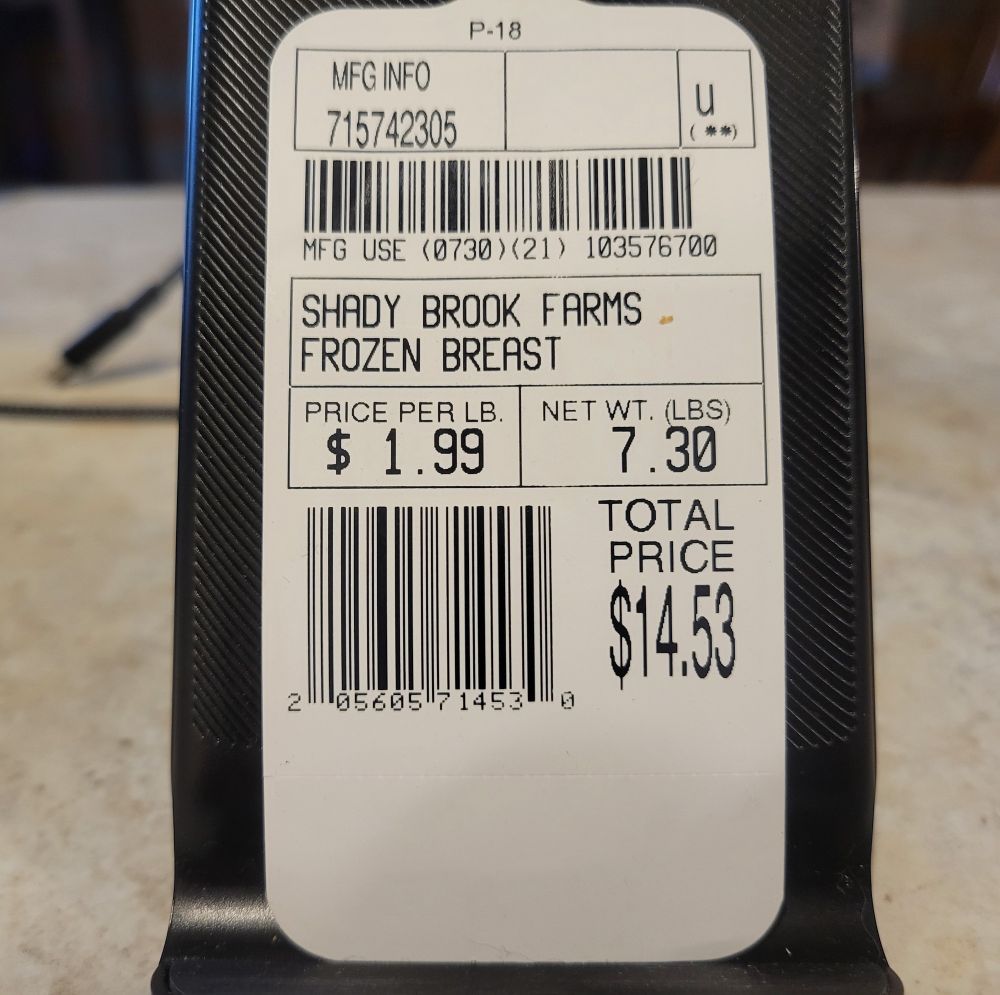 P-18
MFG INFO
715742305
u
(**)
MFG USE (0730)(21) 103576700
SHADY BROOK FARMS
FROZEN BREAST
PRICE PER LB.
$ 1.99
NET WT. (LBS)
7.30
TOTAL
PRICE
$14.53
2 05605 71453 0